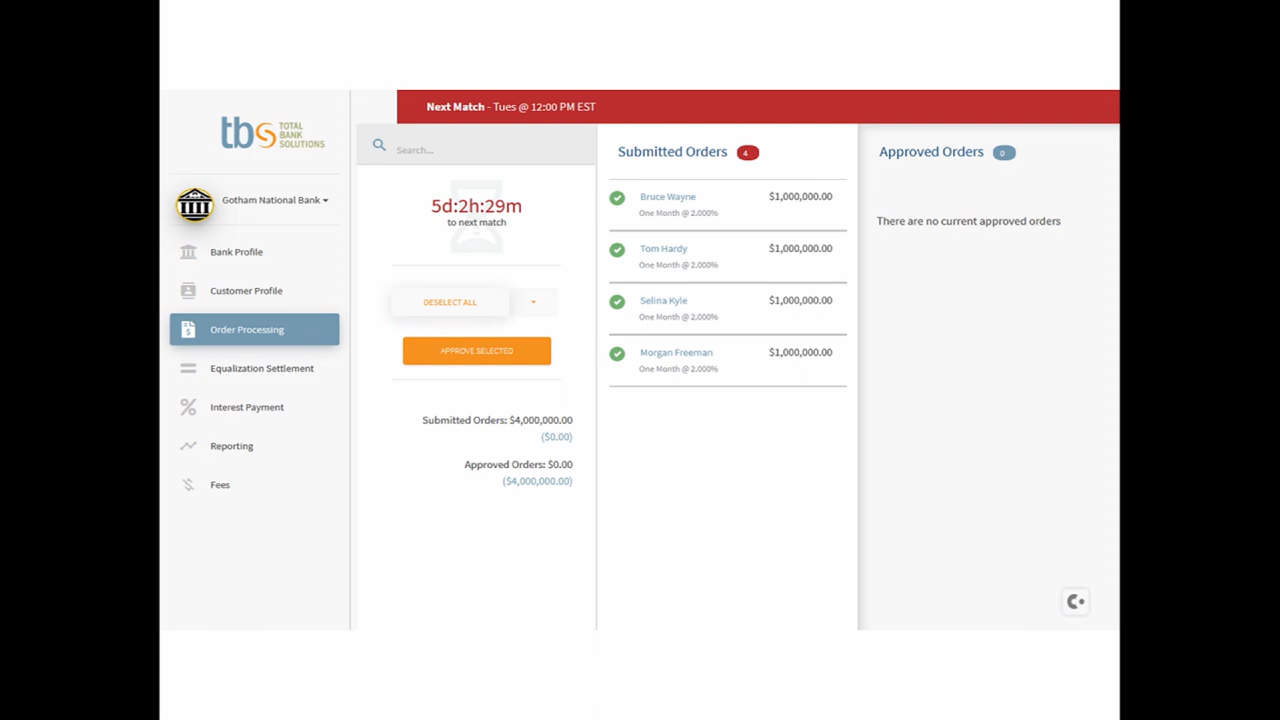 Next Match - Tues @ 12:00 PM EST
tbs TOTAL
BANK
SOLUTIONS
Gotham National Bank
Bank Profile
Customer Profile
Order Processing
Equalization Settlement
Interest Payment
Reporting
Fees
Search...
5d:2h:29m
to next match
DESELECT ALL
APPROVE SELECTED
Submitted Orders: $4,000,000.00
($0.00)
Approved Orders: $0.00
($4,000,000.00)
Submitted Orders 4
Bruce Wayne $1,000,000.00
One Month @ 2.000%
Tom Hardy $1,000,000.00
One Month @ 2.000%
Selina Kyle $1,000,000.00
One Month @ 2.000%
Morgan Freeman $1,000,000.00
One Month @ 2.000%
Approved Orders 0
There are no current approved orders